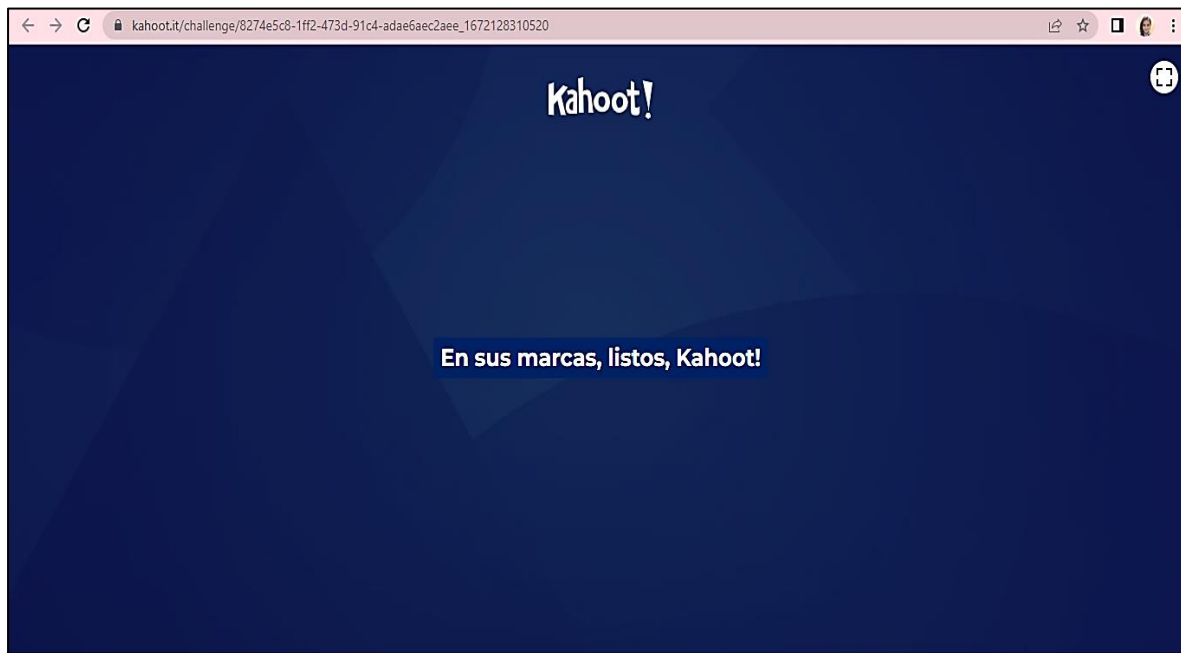 kahoot.it/challenge/8274e5c8-1ff2-473d-91c4-adae6aec2aee_1672128310520
Kahoot!
En sus marcas, listos, Kahoot!